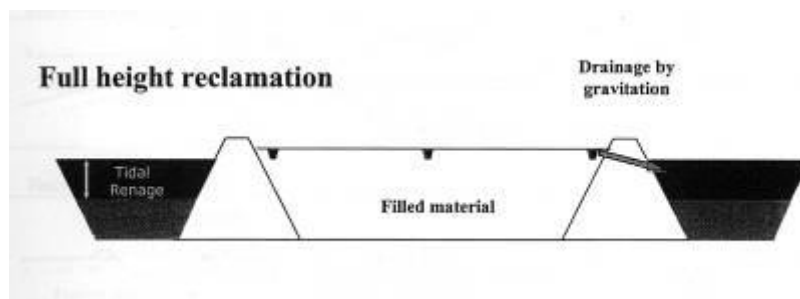 Full height reclamation
Drainage by
gravitation
Tidal
Renage
Filled material